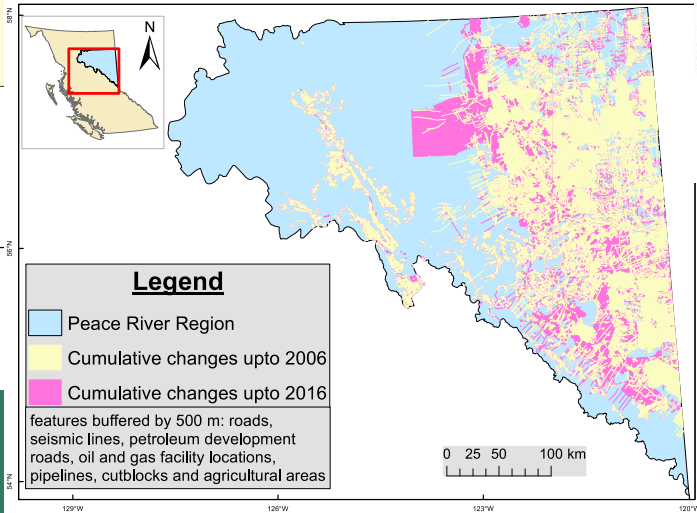 58°N
N
56°N
Legend
Peace River Region
Cumulative changes upto 2006
Cumulative changes upto 2016
features buffered by 500 m: roads,
seismic lines, petroleum development
roads, oil and gas facility locations,
pipelines, cutblocks and agricultural areas
0 25 50 100 km
54°N
129°W 126°W 123°W 120°W